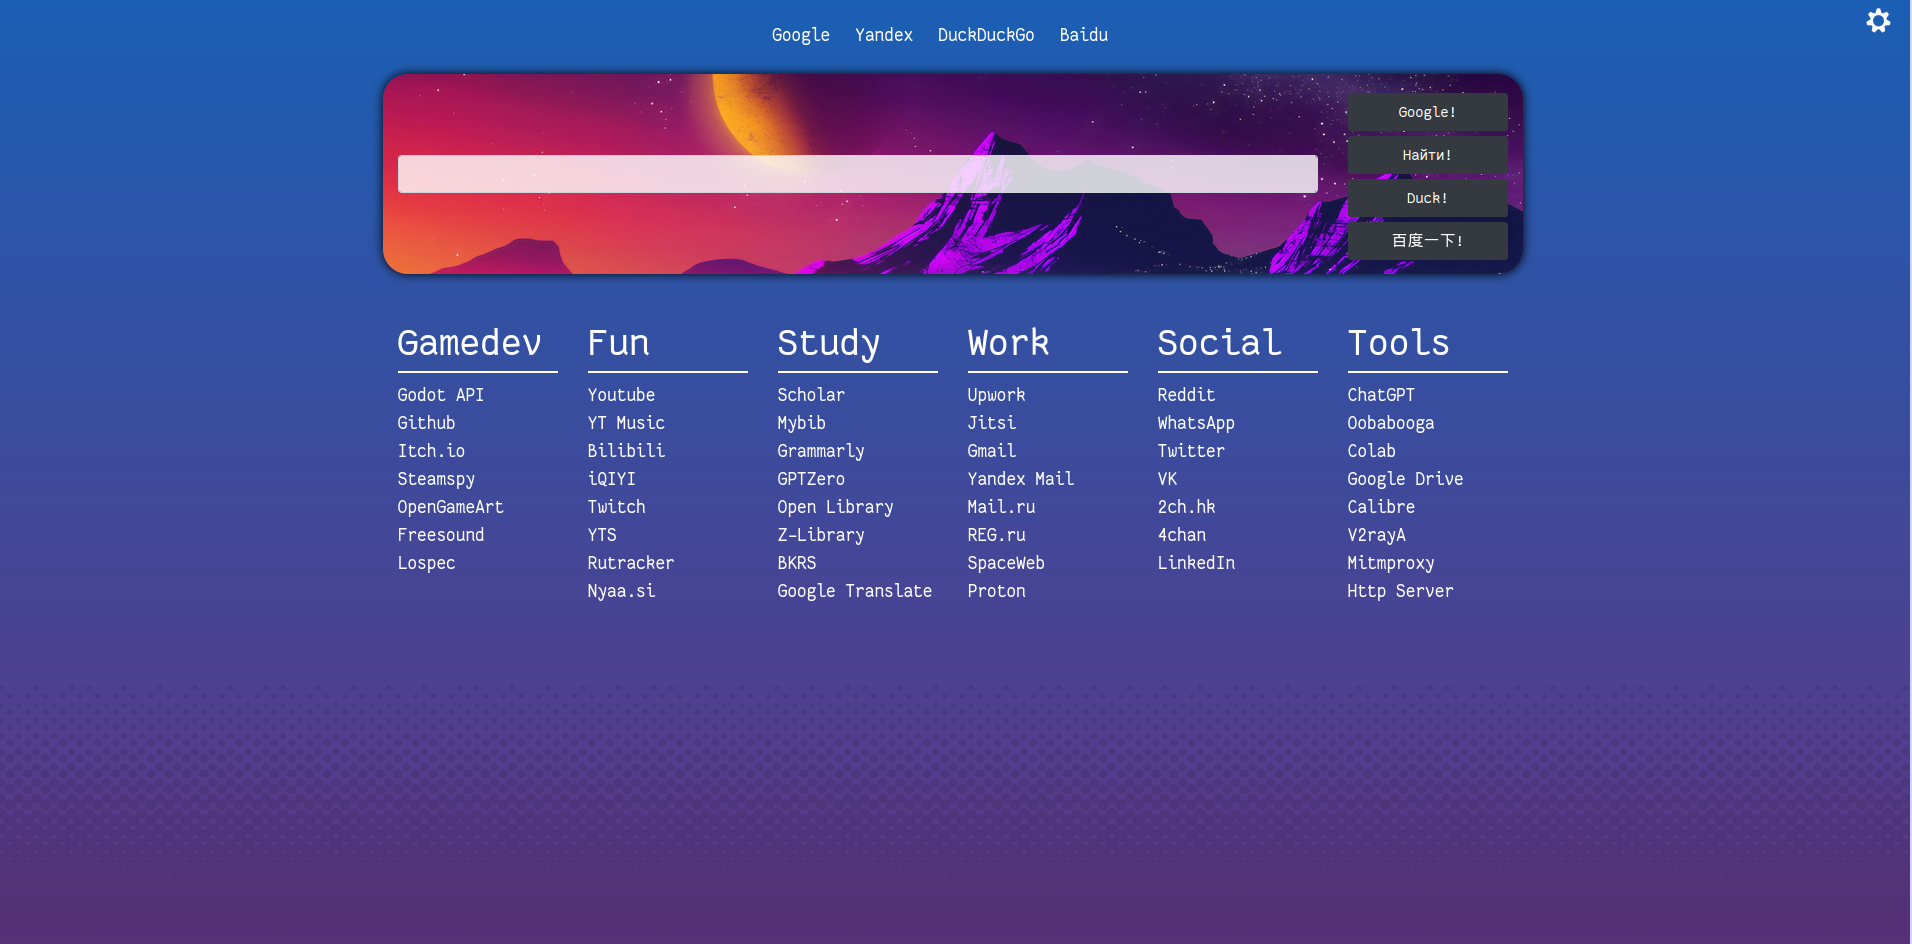 Google Yandex DuckDuckGo Baidu
Google!
Найти!
Duck!
百度一下!
Gamedev
Godot API
Github
Itch.io
Steamspy
OpenGameArt
Freesound
Lospec
Fun
Youtube
YT Music
Bilibili
iQIYI
Twitch
YTS
Rutracker
Nyaa.si
Study
Scholar
Mybib
Grammarly
GPTZero
Open Library
Z-Library
BKRS
Google Translate
Work
Upwork
Jitsi
Gmail
Yandex Mail
Mail.ru
REG.ru
SpaceWeb
Proton
Social
Reddit
WhatsApp
Twitter
VK
2ch.hk
4chan
LinkedIn
Tools
ChatGPT
Oobabooga
Colab
Google Drive
Calibre
V2rayA
Mitmproxy
Http Server